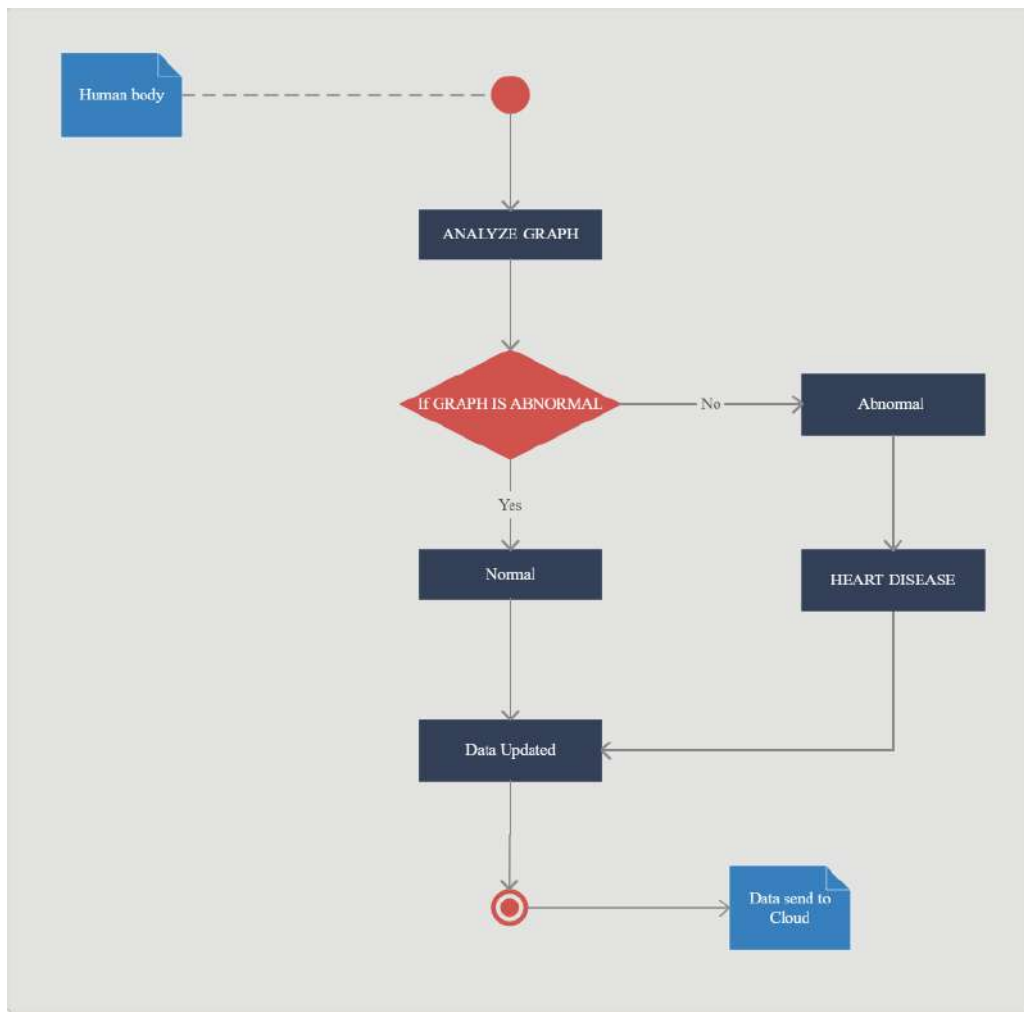 Human body
ANALYZE GRAPH
If GRAPH IS ABNORMAL
No
Abnormal
Yes
Normal
HEART DISEASE
Data Updated
Data send to
Cloud